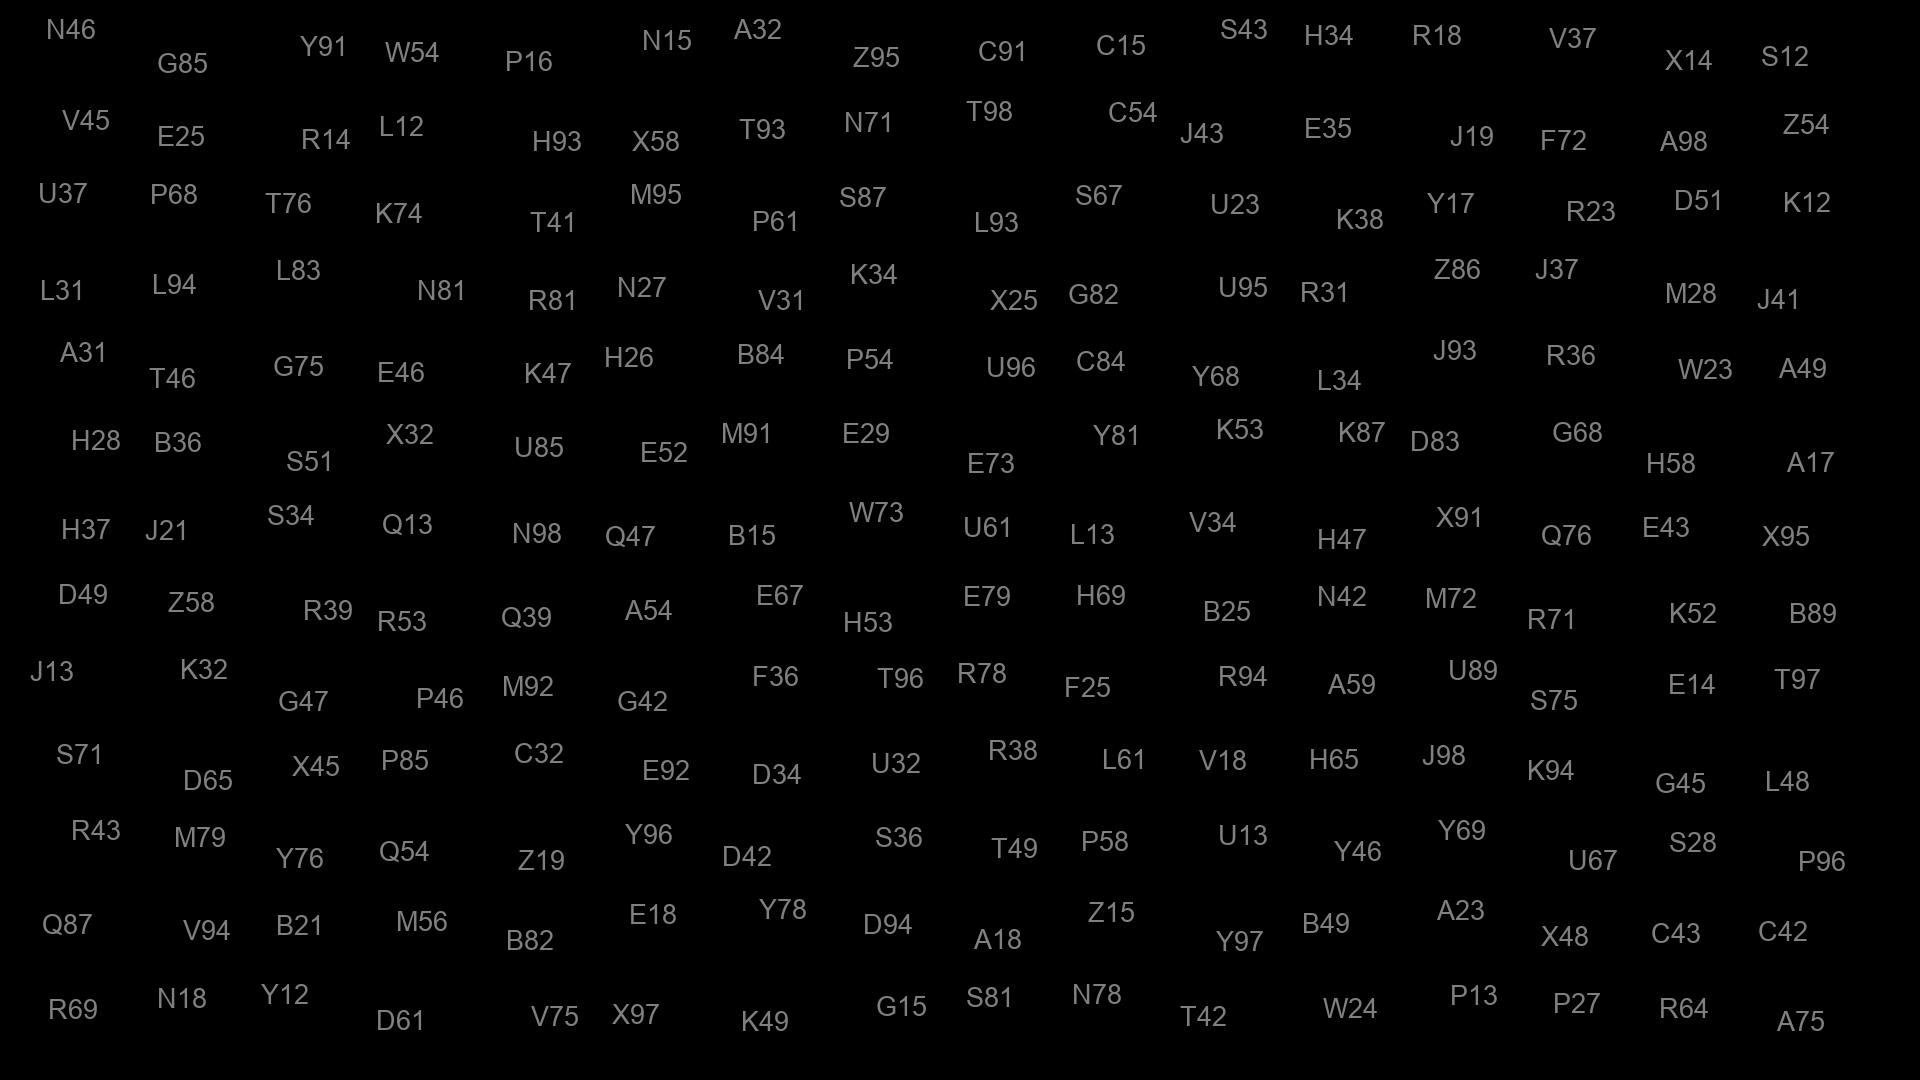 N46 G85 Y91 W54 P16 N15 A32 Z95 C91 C15 S43 H34 R18 V37 X14 S12
V45 E25 R14 L12 H93 X58 T93 N71 T98 C54 J43 E35 J19 F72 A98 Z54
U37 P68 T76 K74 T41 M95 P61 S87 L93 S67 U23 K38 Y17 R23 D51 K12
L31 L94 L83 N81 R81 N27 V31 K34 X25 G82 U95 R31 Z86 J37 M28 J41
A31 T46 G75 E46 K47 H26 B84 P54 U96 C84 Y68 L34 J93 R36 W23 A49
H28 B36 S51 X32 U85 E52 M91 E29 E73 Y81 K53 K87 D83 G68 H58 A17
H37 J21 S34 Q13 N98 Q47 B15 W73 U61 L13 V34 H47 X91 Q76 E43 X95
D49 Z58 R39 R53 Q39 A54 E67 H53 E79 H69 B25 N42 M72 R71 K52 B89
J13 K32 G47 P46 M92 G42 F36 T96 R78 F25 R94 A59 U89 S75 E14 T97
S71 D65 X45 P85 C32 E92 D34 U32 R38 L61 V18 H65 J98 K94 G45 L48
R43 M79 Y76 Q54 Z19 Y96 D42 S36 T49 P58 U13 Y46 Y69 U67 S28 P96
Q87 V94 B21 M56 B82 E18 Y78 D94 A18 Z15 Y97 B49 A23 X48 C43 C42
R69 N18 Y12 D61 V75 X97 K49 G15 S81 N78 T42 W24 P13 P27 R64 A75